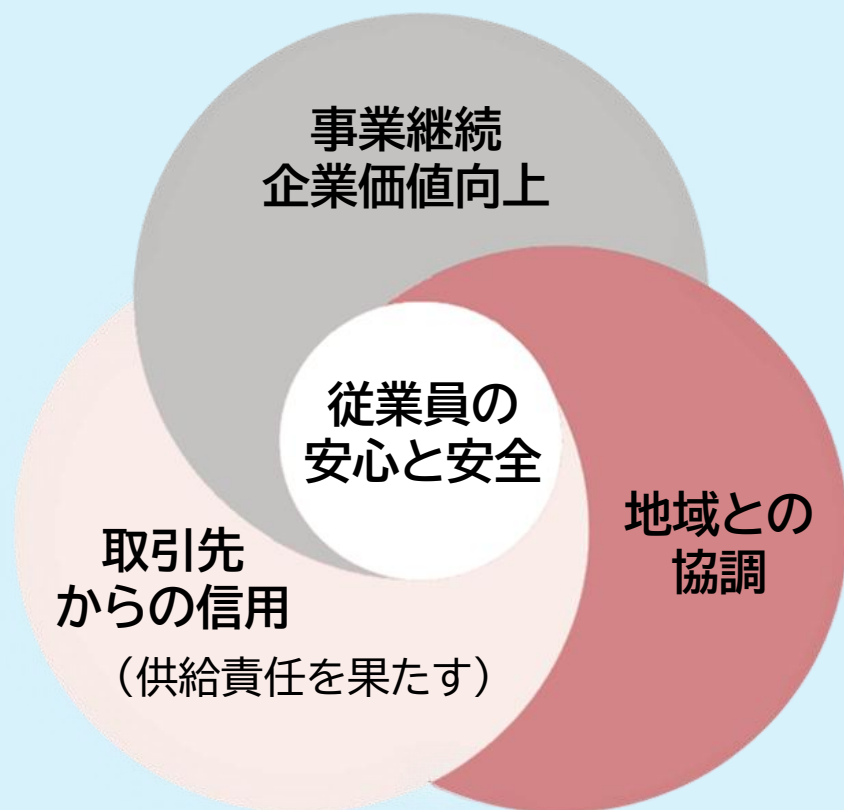 事業継続
企業価値向上
従業員の
安心と安全
地域との
協調
取引先
からの信用
（供給責任を果たす）